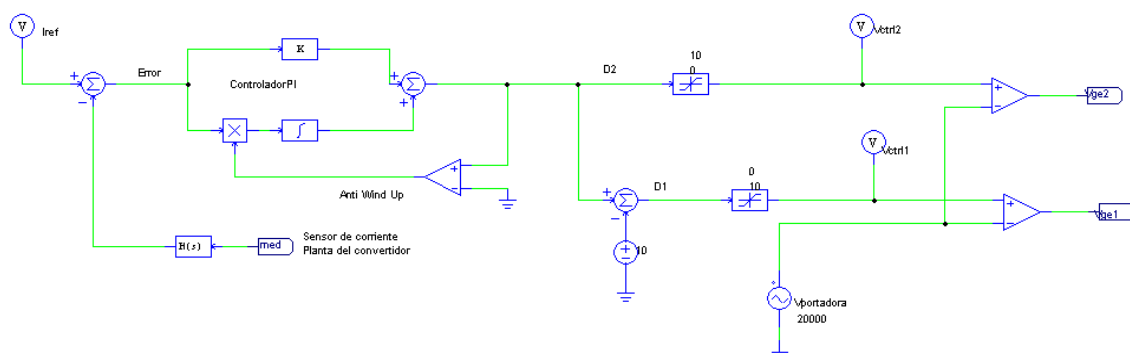 V
Iref
V
Vctrl2
Error
K
ControladorPI
D2
10
0
Vge2
V
Vctrl1
Anti Wind Up
D1
0
10
Vge1
10
H(s)
med
Sensor de corriente
Planta del convertidor
Vportadora
20000